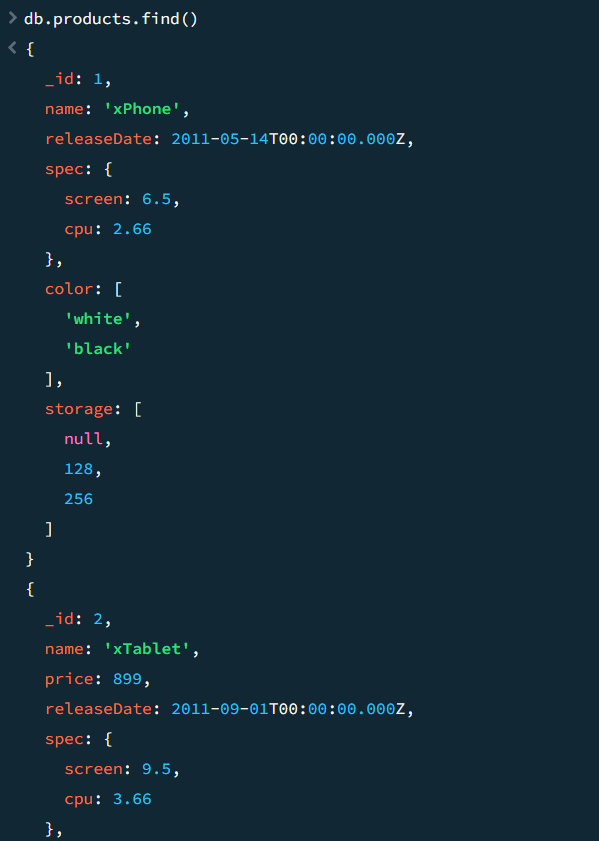 > db.products.find()
< {
_id: 1,
name: 'xPhone',
releaseDate: 2011-05-14T00:00:00.000Z,
spec: {
screen: 6.5,
cpu: 2.66
},
color: [
'white',
'black'
],
storage: [
null,
128,
256
]
}
{
_id: 2,
name: 'xTablet',
price: 899,
releaseDate: 2011-09-01T00:00:00.000Z,
spec: {
screen: 9.5,
cpu: 3.66
},